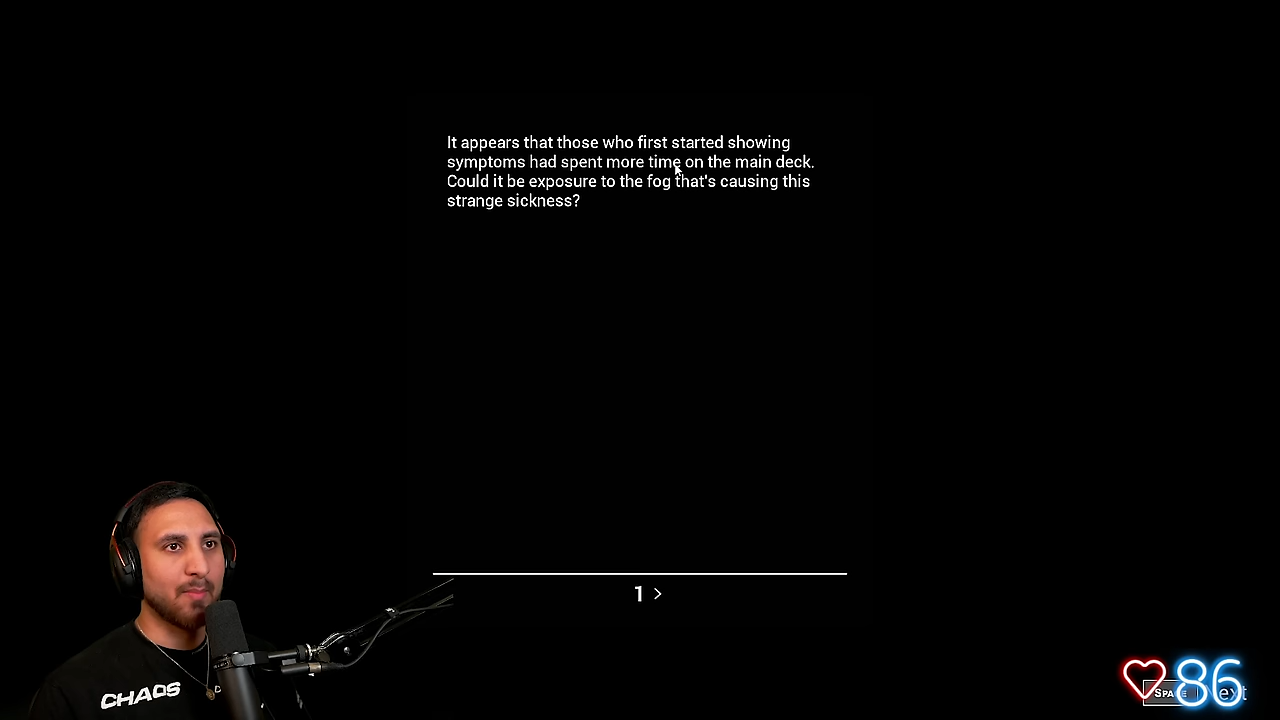 It appears that those who first started showing
symptoms had spent more time on the main deck.
Could it be exposure to the fog that's causing this
strange sickness?
1 >
CHAOS
86